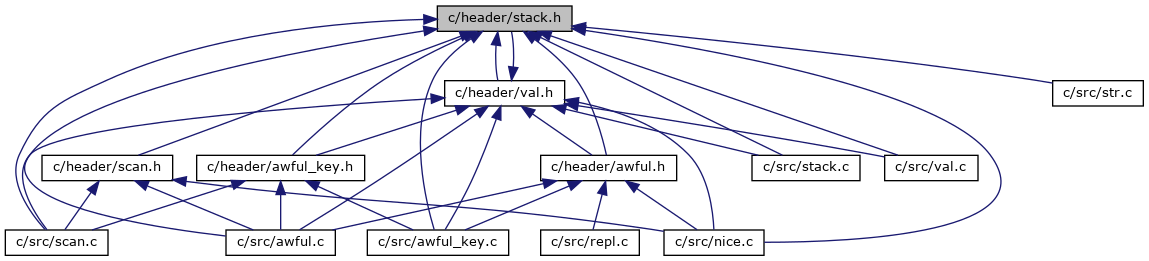 c/header/stack.h
c/header/val.h
c/src/str.c
c/header/scan.h
c/header/awful_key.h
c/header/awful.h
c/src/stack.c
c/src/val.c
c/src/scan.c
c/src/awful.c
c/src/awful_key.c
c/src/repl.c
c/src/nice.c